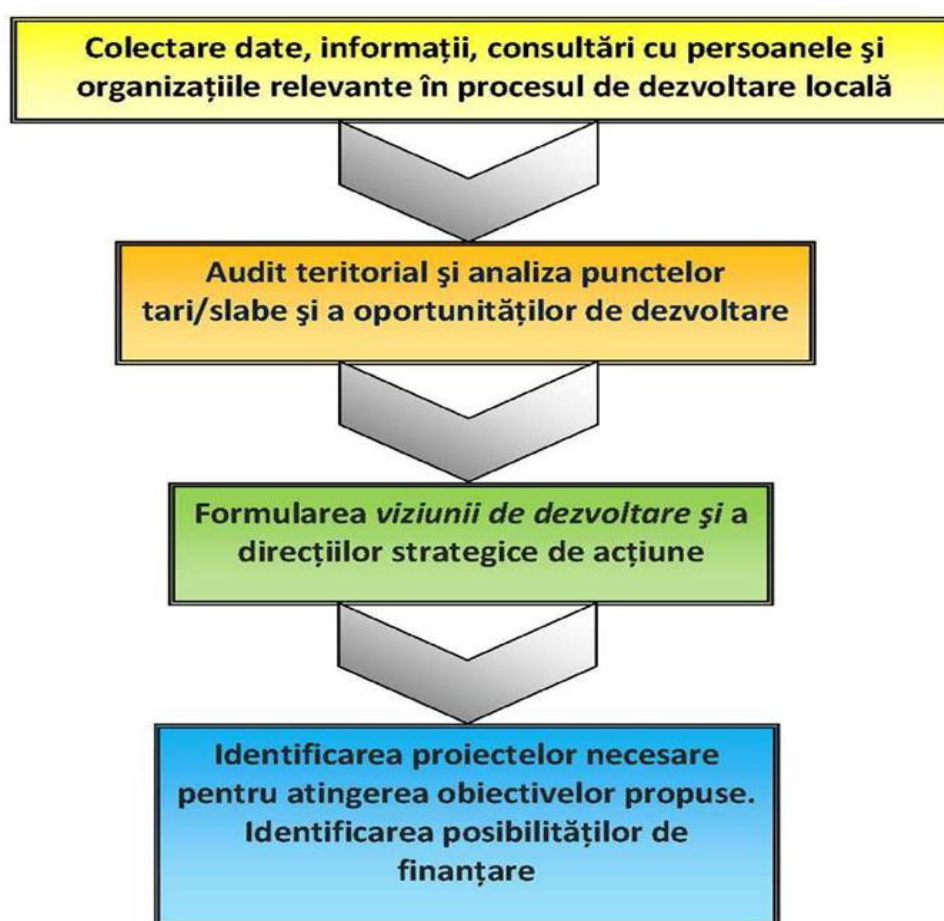 Colectare date, informații, consultări cu persoanele şi
organizațiile relevante în procesul de dezvoltare locală
Audit teritorial şi analiza punctelor
tari/slabe şi a oportunităților de dezvoltare
Formularea viziunii de dezvoltare şi a
direcțiilor strategice de acțiune
Identificarea proiectelor necesare
pentru atingerea obiectivelor propuse.
Identificarea posibilităților de
finanțare